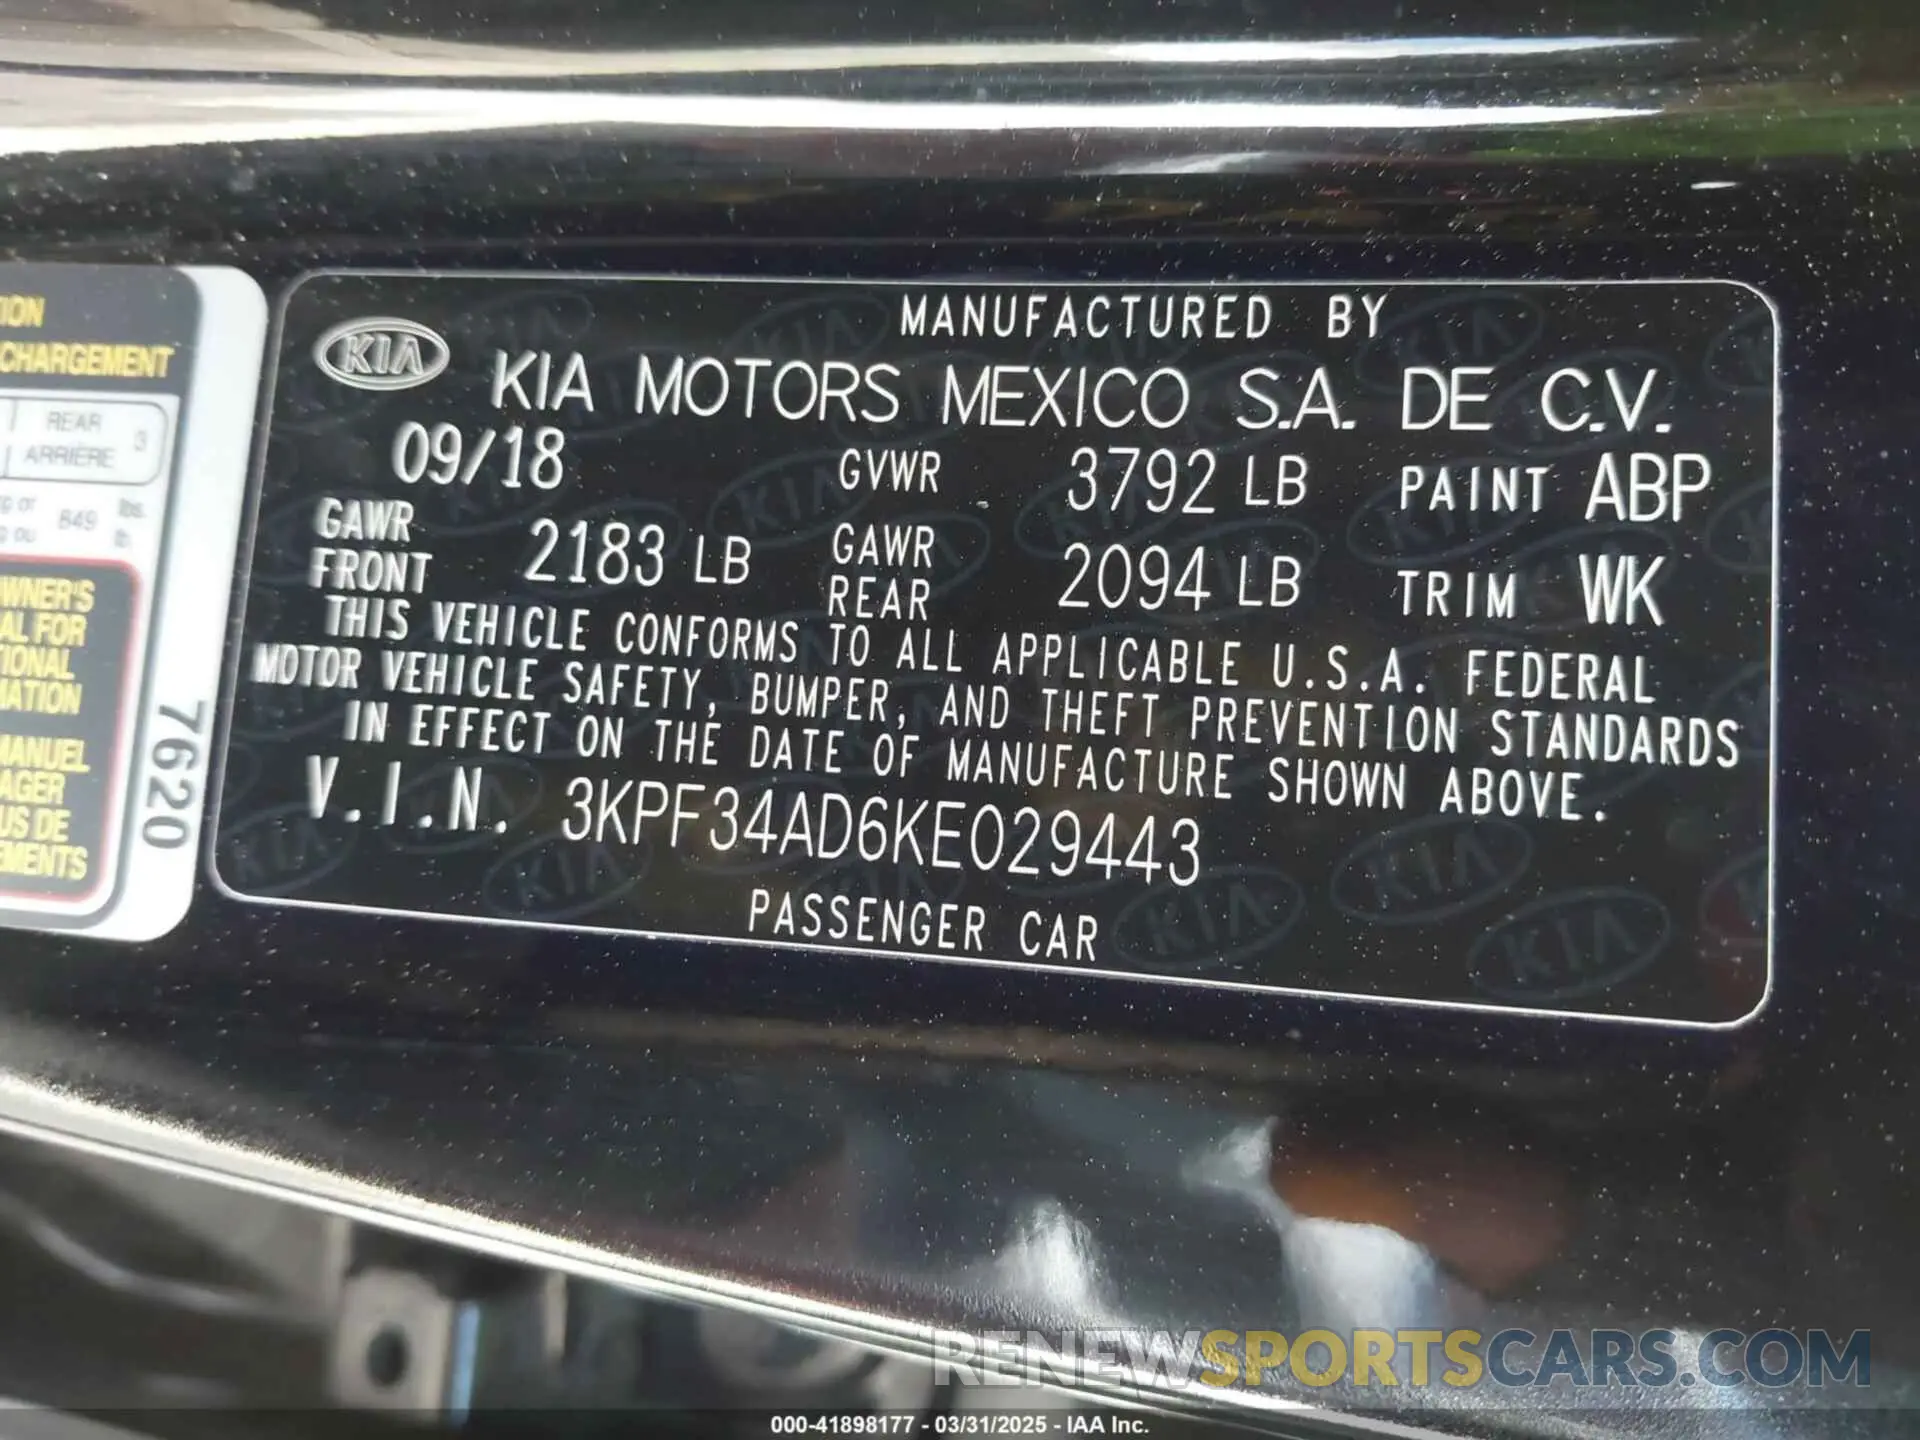 ION
CHARGEMENT
REAR
ARRIÈRE
3
849
lbs.
WNER'S
AL FOR
TIONAL
MATION
MANUEL
AGER
US DE
EMENTS
7620
KIA
MANUFACTURED BY
KIA MOTORS MEXICO S.A. DE C.V.
09/18 GVWR 3792 LB PAINT ABP
GAWR FRONT 2183 LB GAWR REAR 2094 LB TRIM WK
THIS VEHICLE CONFORMS TO ALL APPLICABLE U.S.A. FEDERAL
MOTOR VEHICLE SAFETY, BUMPER, AND THEFT PREVENTION STANDARDS
IN EFFECT ON THE DATE OF MANUFACTURE SHOWN ABOVE.
V.I.N. 3KPF34AD6KE029443
PASSENGER CAR
RENEWSPORTSCARS.COM
000-41898177 - 03/31/2025 - IAA Inc.